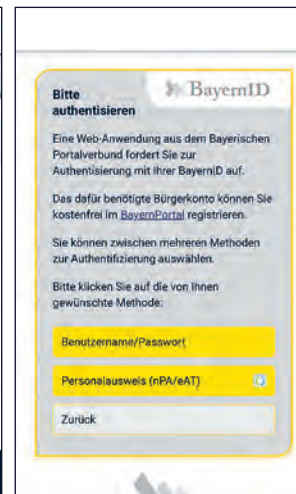 Bitte
authentisieren
BayernID
Eine Web-Anwendung aus dem Bayerischen
Portalverbund fordert Sie zur
Authentisierung mit Ihrer BayernID auf.
Das dafür benötigte Bürgerkonto können Sie
kostenfrei im BayernPortal registrieren.
Sie können zwischen mehreren Methoden
zur Authentifizierung auswählen.
Bitte klicken Sie auf die von Ihnen
gewünschte Methode:
Benutzername/Passwort
Personalausweis (nPA/eAT)
Zurück